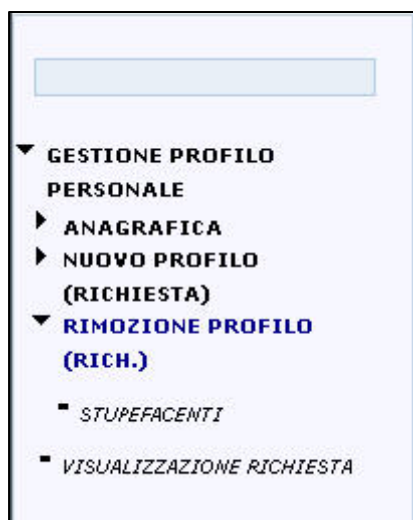 GESTIONE PROFILO
PERSONALE
ANAGRAFICA
NUOVO PROFILO
(RICHIESTA)
RIMOZIONE PROFILO
(RICH.)
STUPEFACENTI
VISUALIZZAZIONE RICHIESTA